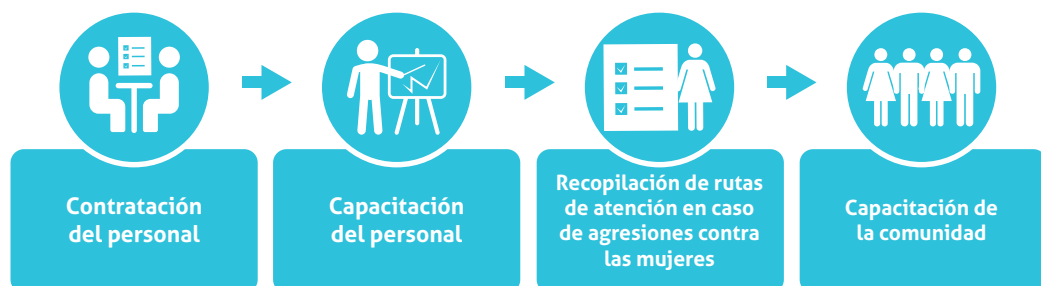 Contratación
del personal
Capacitación
del personal
Recopilación de rutas
de atención en caso
de agresiones contra
las mujeres
Capacitación de
la comunidad